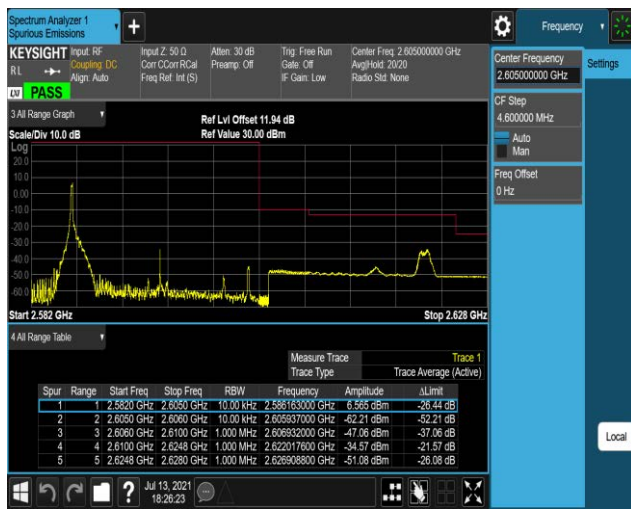 Spectrum Analyzer 1
Spurious Emissions
+
Frequency
KEYSIGHT
Input: RF
Coupling: DC
Align: Auto
Input Z: 50 Ω
Corr CCorr RCal
Freq Ref: Int (S)
Atten: 30 dB
Preamp: Off
Trig: Free Run
Gate: Off
IF Gain: Low
Center Freq: 2.605000000 GHz
Avg|Hold: 20/20
Radio Std: None
RL
LXI
PASS
Center Frequency
2.605000000 GHz
Settings
CF Step
4.600000 MHz
Auto
Man
Freq Offset
0 Hz
3 All Range Graph
Ref Lvl Offset 11.94 dB
Scale/Div 10.0 dB
Ref Value 30.00 dBm
Log
20.0
10.0
0.00
-10.0
-20.0
-30.0
-40.0
-50.0
-60.0
Start 2.582 GHz
Stop 2.628 GHz
4 All Range Table
Measure Trace Trace 1
Trace Type Trace Average (Active)
Spur Range Start Freq Stop Freq RBW Frequency Amplitude ΔLimit
1 1 2.5820 GHz 2.6050 GHz 10.00 kHz 2.586163000 GHz 6.565 dBm -26.44 dB
2 2 2.6050 GHz 2.6060 GHz 10.00 kHz 2.605937000 GHz -62.21 dBm -52.21 dB
3 3 2.6060 GHz 2.6100 GHz 1.000 MHz 2.606932000 GHz -47.06 dBm -37.06 dB
4 4 2.6100 GHz 2.6248 GHz 1.000 MHz 2.622017600 GHz -34.57 dBm -21.57 dB
5 5 2.6248 GHz 2.6280 GHz 1.000 MHz 2.626908800 GHz -51.08 dBm -26.08 dB
Local
?
Jul 13, 2021
18:26:23